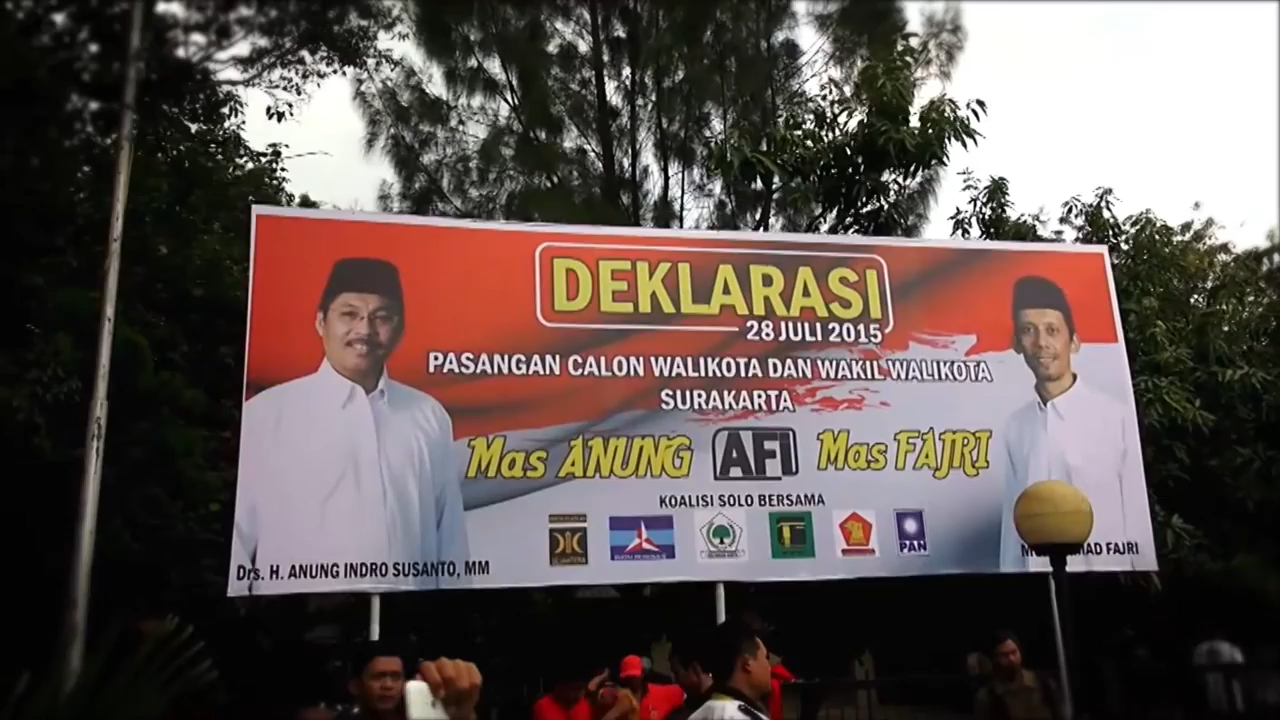 DEKLARASI
28 JULI 2015
PASANGAN CALON WALIKOTA DAN WAKIL WALIKOTA
SURAKARTA
Mas ANUNG AFI Mas FAJRI
KOALISI SOLO BERSAMA
PAN
Drs. H. ANUNG INDRO SUSANTO, MM
FAJRI